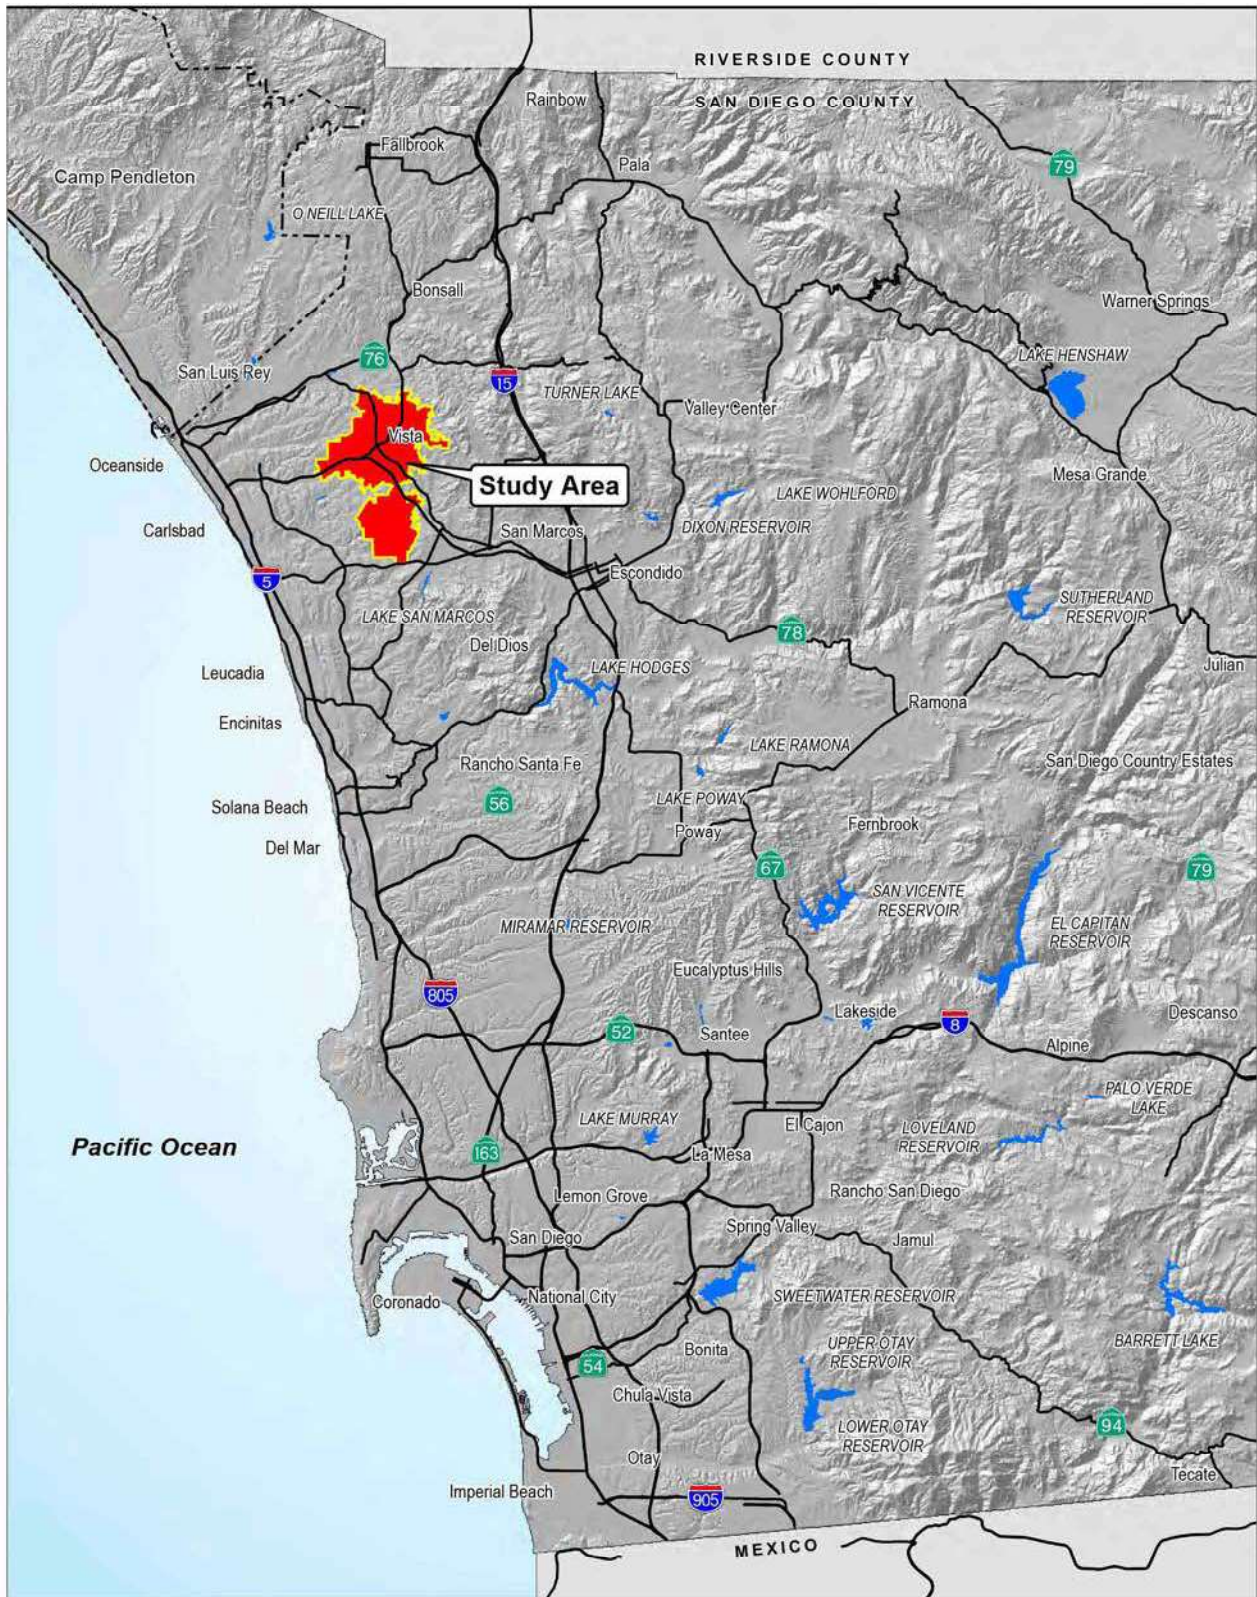 RIVERSIDE COUNTY
SAN DIEGO COUNTY
Rainbow
Fallbrook
Pala
79
Camp Pendleton
O NEILL LAKE
Bonsall
Warner Springs
76
LAKE HENSHAW
San Luis Rey
15
TURNER LAKE
Valley Center
Vista
Oceanside
Study Area
Mesa Grande
LAKE WOHLFORD
DIXON RESERVOIR
Carlsbad
San Marcos
5
Escondido
SUTHERLAND
RESERVOIR
LAKE SAN MARCOS
78
Del Dios
LAKE HODGES
Julian
Leucadia
Ramona
Encinitas
LAKE RAMONA
Rancho Santa Fe
San Diego Country Estates
56
LAKE POWAY
Solana Beach
Poway
Fernbrook
Del Mar
67
79
SAN VICENTE
RESERVOIR
MIRAMAR RESERVOIR
EL CAPITAN
RESERVOIR
Eucalyptus Hills
805
Lakeside
Descanso
52
Santee
8
Alpine
PALO VERDE
LAKE
LAKE MURRAY
El Cajon
LOVELAND
RESERVOIR
Pacific Ocean
163
La Mesa
Rancho San Diego
Lemon Grove
Spring Valley
San Diego
Jamul
National City
SWEETWATER RESERVOIR
Coronado
BARRETT LAKE
UPPER OTAY
RESERVOIR
Bonita
54
Chula Vista
LOWER OTAY
RESERVOIR
94
Otay
Tecate
Imperial Beach
905
MEXICO